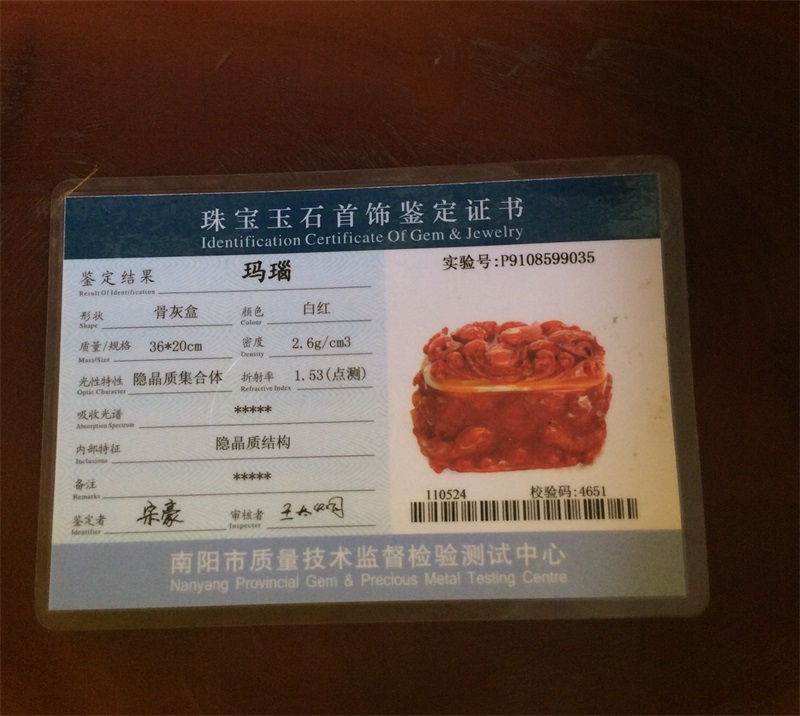 珠宝玉石首饰鉴定证书
Identification Certificate Of Gem & Jewelry
鉴定结果 玛瑙
Result Of Identification
实验号:P9108599035
形状 骨灰盒 颜色 白红
Shape Colour
质量/规格 36*20cm 密度 2.6g/cm3
Mass/Size Density
光性特性 隐晶质集合体 折射率 1.53(点测)
Optic Character Refractive Index
吸收光谱 *****
Absorption Spectrum
内部特征 隐晶质结构
Inclusions
备注 *****
Remarks
110524 校验码:4651
鉴定者 宋豪 审核者
Identifier Inspector
南阳市质量技术监督检验测试中心
Nanyang Provincial Gem & Precious Metal Testing Centre